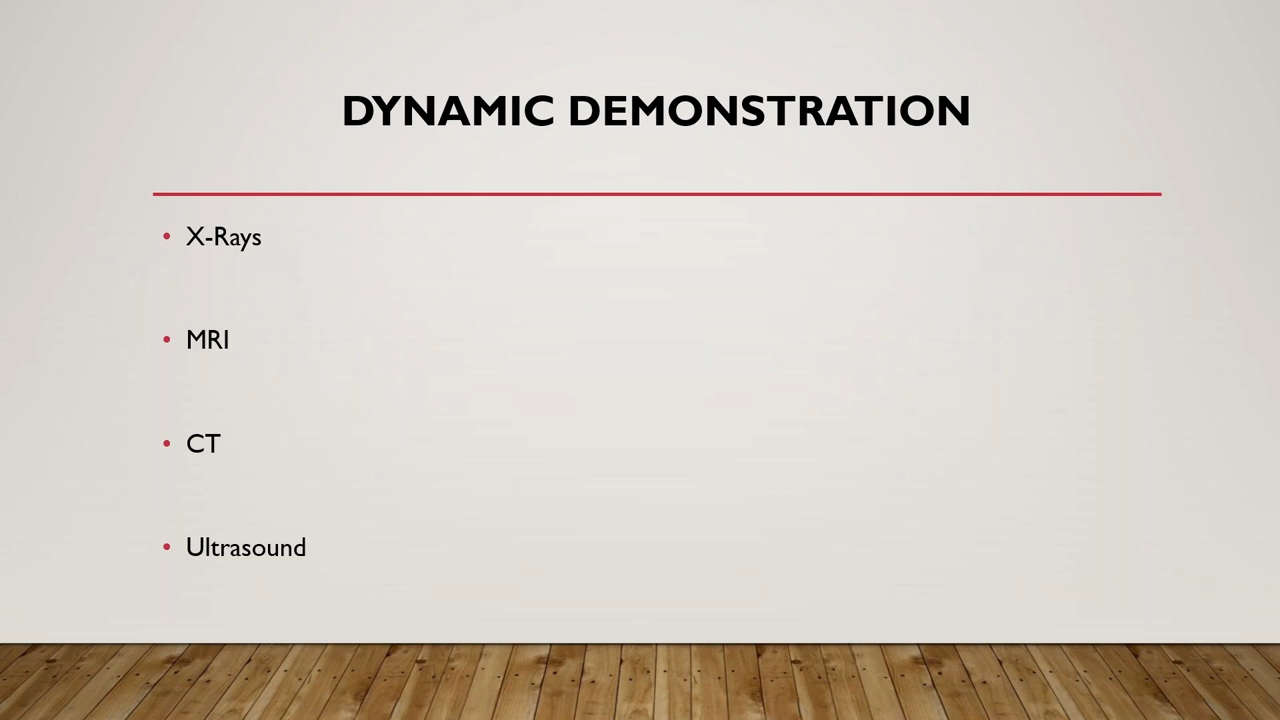 DYNAMIC DEMONSTRATION
• X-Rays
• MRI
• CT
• Ultrasound